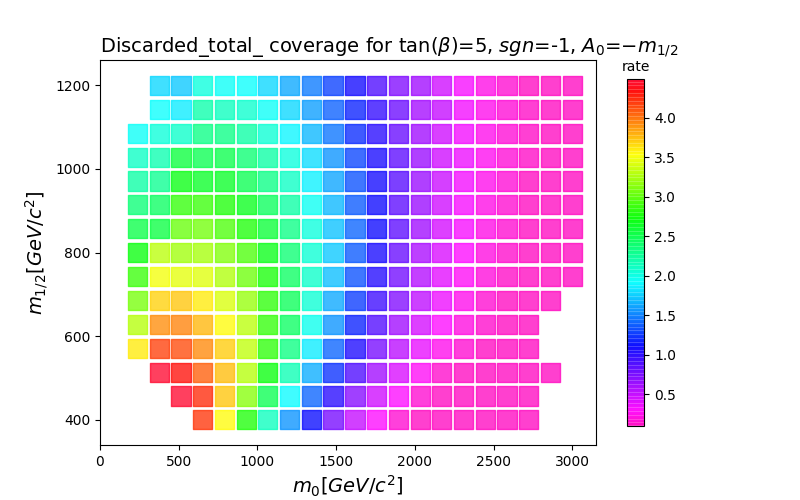 Discarded_total_ coverage for tan(β)=5, sgn=-1, A₀=−m₁/₂
rate
1200
1000
800
600
400
m₁/₂[GeV/c²]
0 500 1000 1500 2000 2500 3000
m₀[GeV/c²]
4.0
3.5
3.0
2.5
2.0
1.5
1.0
0.5